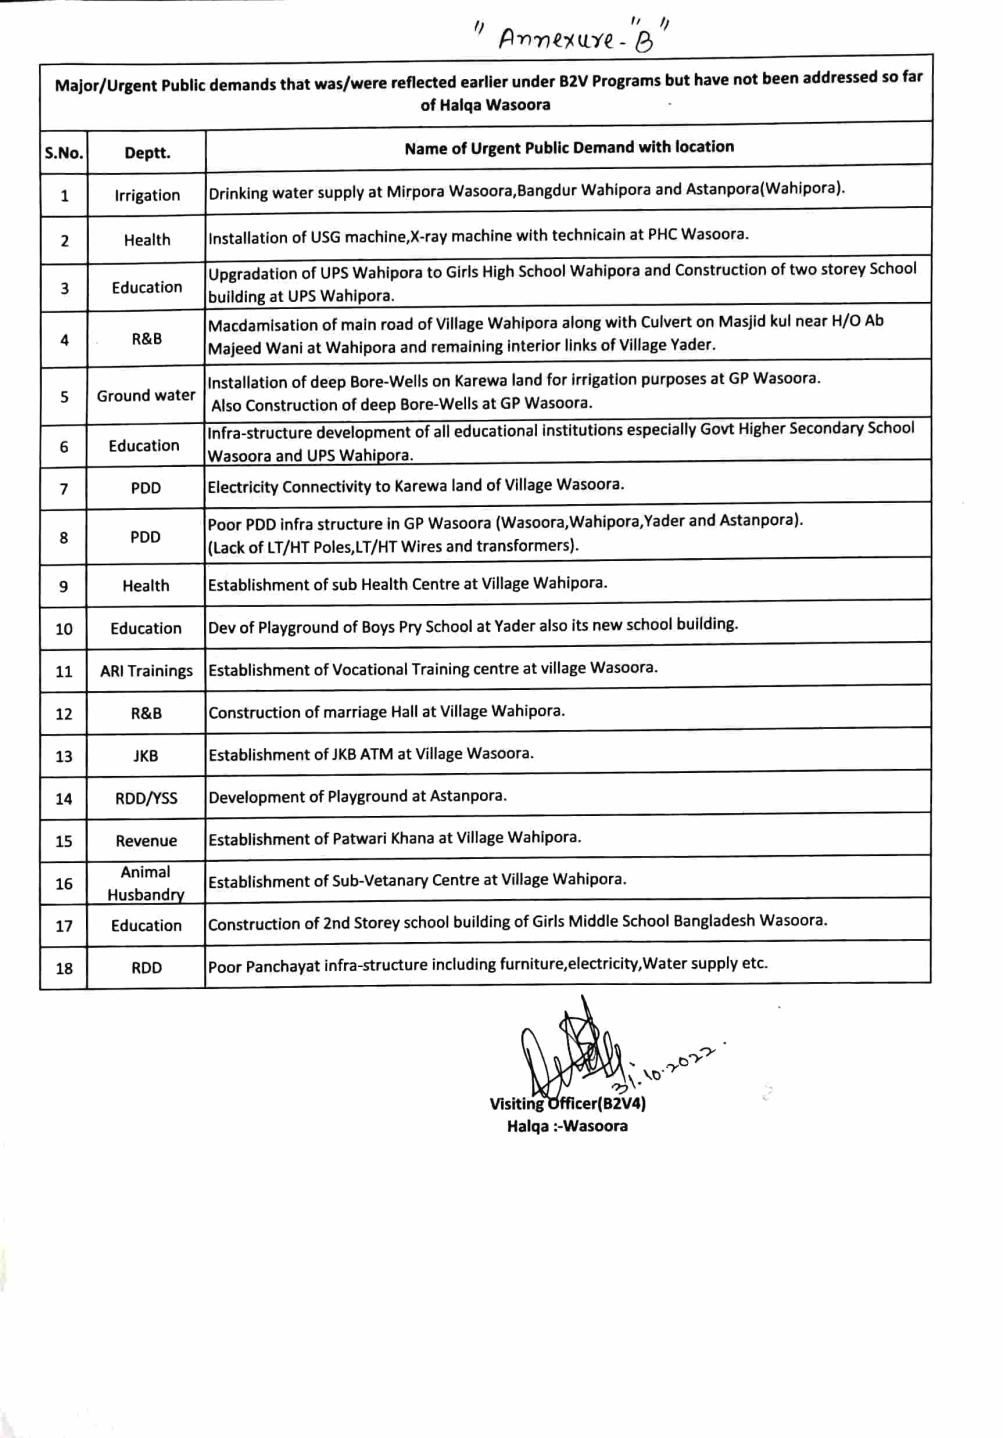 " Annexure - "B" "
Major/Urgent Public demands that was/were reflected earlier under B2V Programs but have not been addressed so far
of Halqa Wasoora
S.No. Deptt. Name of Urgent Public Demand with location
1 Irrigation Drinking water supply at Mirpora Wasoora,Bangdur Wahipora and Astanpora(Wahipora).
2 Health Installation of USG machine,X-ray machine with technicain at PHC Wasoora.
3 Education Upgradation of UPS Wahipora to Girls High School Wahipora and Construction of two storey School
building at UPS Wahipora.
4 R&B Macdamisation of main road of Village Wahipora along with Culvert on Masjid kul near H/O Ab
Majeed Wani at Wahipora and remaining interior links of Village Yader.
5 Ground water Installation of deep Bore-Wells on Karewa land for irrigation purposes at GP Wasoora.
Also Construction of deep Bore-Wells at GP Wasoora.
6 Education Infra-structure development of all educational institutions especially Govt Higher Secondary School
Wasoora and UPS Wahipora.
7 PDD Electricity Connectivity to Karewa land of Village Wasoora.
8 PDD Poor PDD infra structure in GP Wasoora (Wasoora,Wahipora,Yader and Astanpora).
(Lack of LT/HT Poles,LT/HT Wires and transformers).
9 Health Establishment of sub Health Centre at Village Wahipora.
10 Education Dev of Playground of Boys Pry School at Yader also its new school building.
11 ARI Trainings Establishment of Vocational Training centre at village Wasoora.
12 R&B Construction of marriage Hall at Village Wahipora.
13 JKB Establishment of JKB ATM at Village Wasoora.
14 RDD/YSS Development of Playground at Astanpora.
15 Revenue Establishment of Patwari Khana at Village Wahipora.
16 Animal
Husbandry Establishment of Sub-Vetanary Centre at Village Wahipora.
17 Education Construction of 2nd Storey school building of Girls Middle School Bangladesh Wasoora.
18 RDD Poor Panchayat infra-structure including furniture,electricity,Water supply etc.
31.10.2022.
Visiting Officer(B2V4)
Halqa :-Wasoora